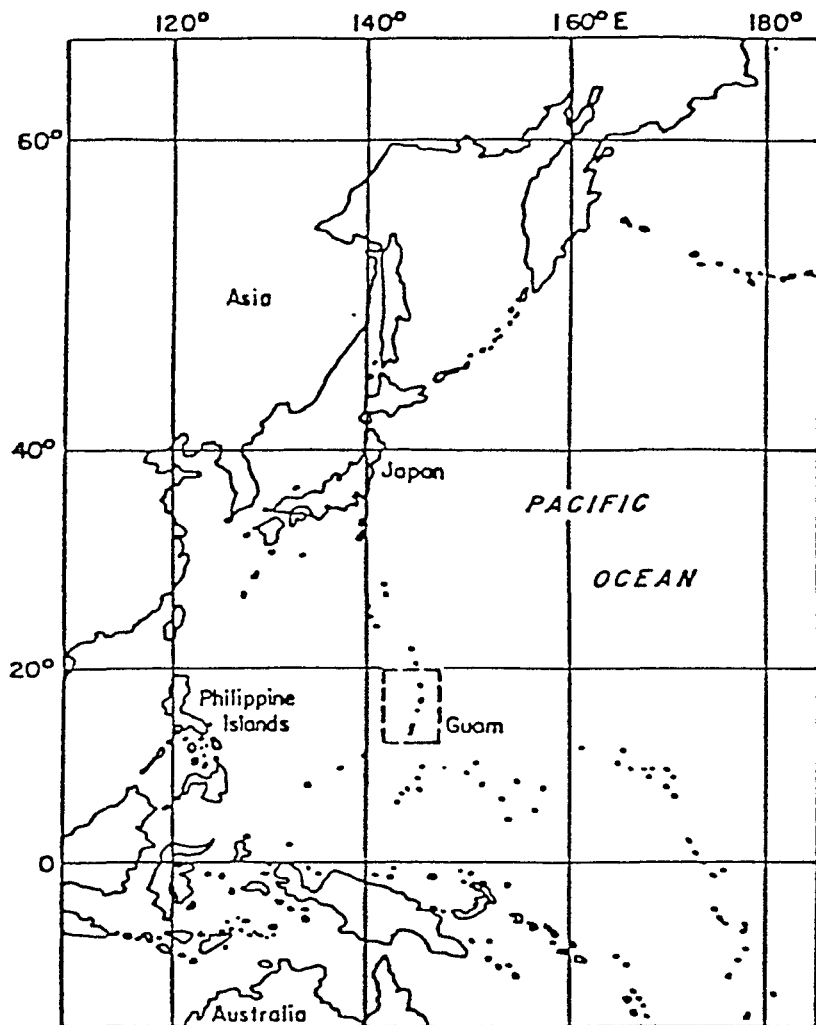 120° 140° 160° E 180°
60°
Asia
40°
Japan
PACIFIC
OCEAN
20°
Philippine
Islands
Guam
0
Australia